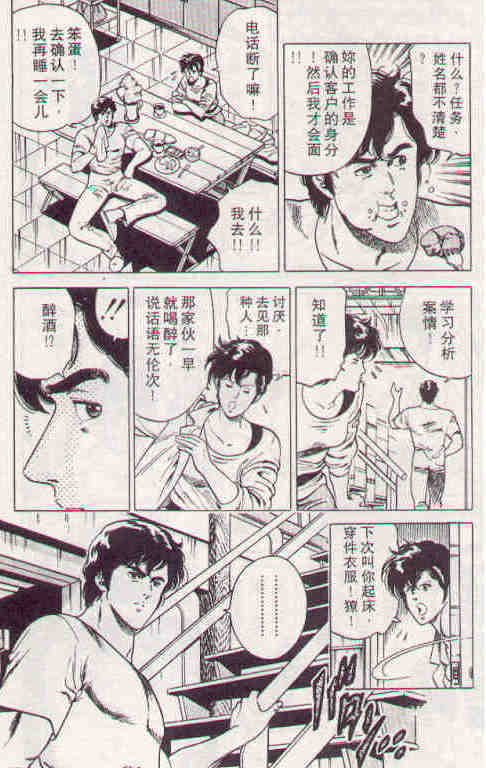 什么？任务、
姓名都不清楚
？
妳的工作是
确认客户的身分
！然后我才会面
!!
电话断了嘛！
笨蛋！
去确认一下，
我再睡一会儿
!!
什么!!
我去!!
学习分析
案情！
知道了!!
讨厌．
去见那
种人…
那家伙一早
就喝醉了，
说话语无伦次！
!!
醉酒!?
下次叫你起床．
穿件衣服！獠！
…………